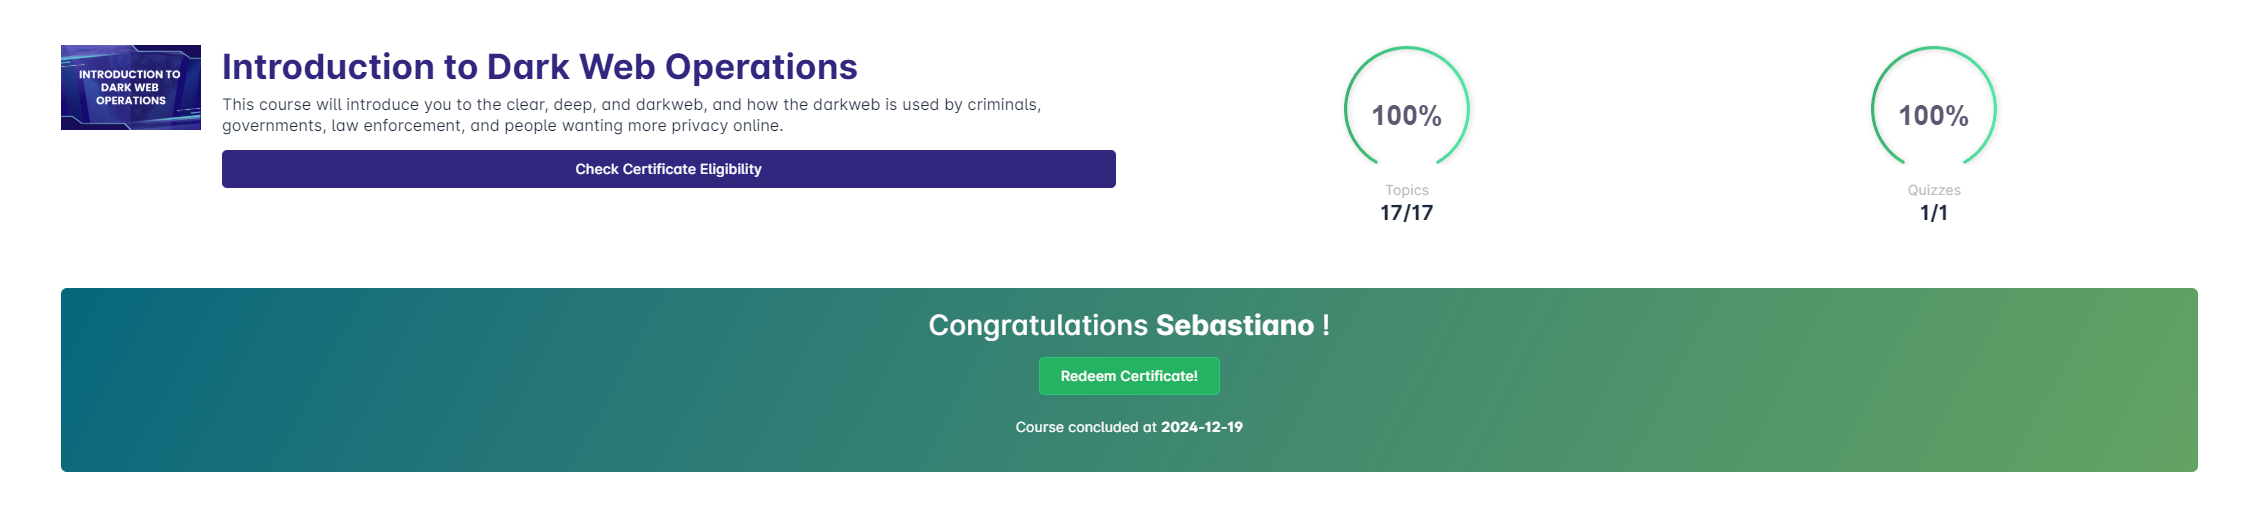 INTRODUCTION TO
DARK WEB
OPERATIONS
Introduction to Dark Web Operations
This course will introduce you to the clear, deep, and darkweb, and how the darkweb is used by criminals,
governments, law enforcement, and people wanting more privacy online.
Check Certificate Eligibility
100%
Topics
17/17
100%
Quizzes
1/1
Congratulations Sebastiano !
Redeem Certificate!
Course concluded at 2024-12-19